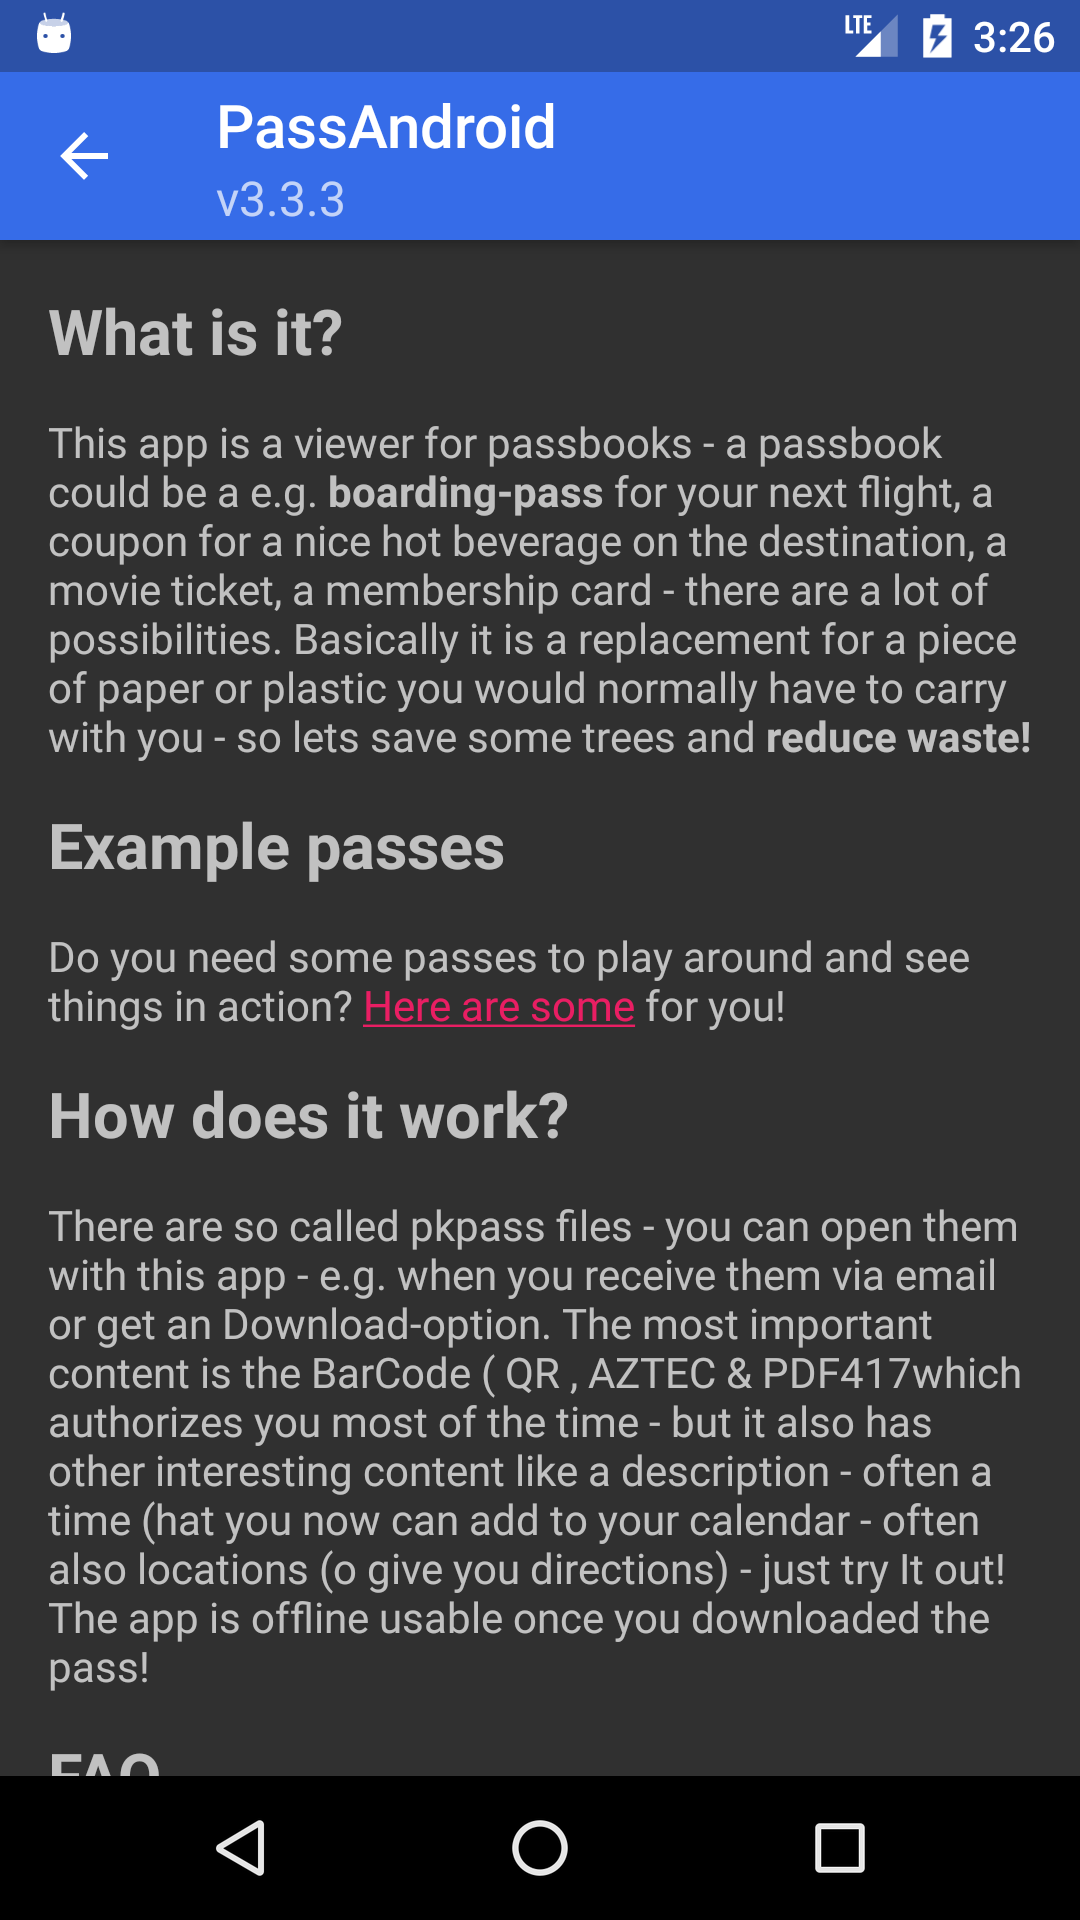 LTE 3:26
PassAndroid
v3.3.3
What is it?
This app is a viewer for passbooks - a passbook
could be a e.g. boarding-pass for your next flight, a
coupon for a nice hot beverage on the destination, a
movie ticket, a membership card - there are a lot of
possibilities. Basically it is a replacement for a piece
of paper or plastic you would normally have to carry
with you - so lets save some trees and reduce waste!
Example passes
Do you need some passes to play around and see
things in action? Here are some for you!
How does it work?
There are so called pkpass files - you can open them
with this app - e.g. when you receive them via email
or get an Download-option. The most important
content is the BarCode ( QR , AZTEC & PDF417which
authorizes you most of the time - but it also has
other interesting content like a description - often a
time (hat you now can add to your calendar - often
also locations (o give you directions) - just try It out!
The app is offline usable once you downloaded the
pass!
FAQ